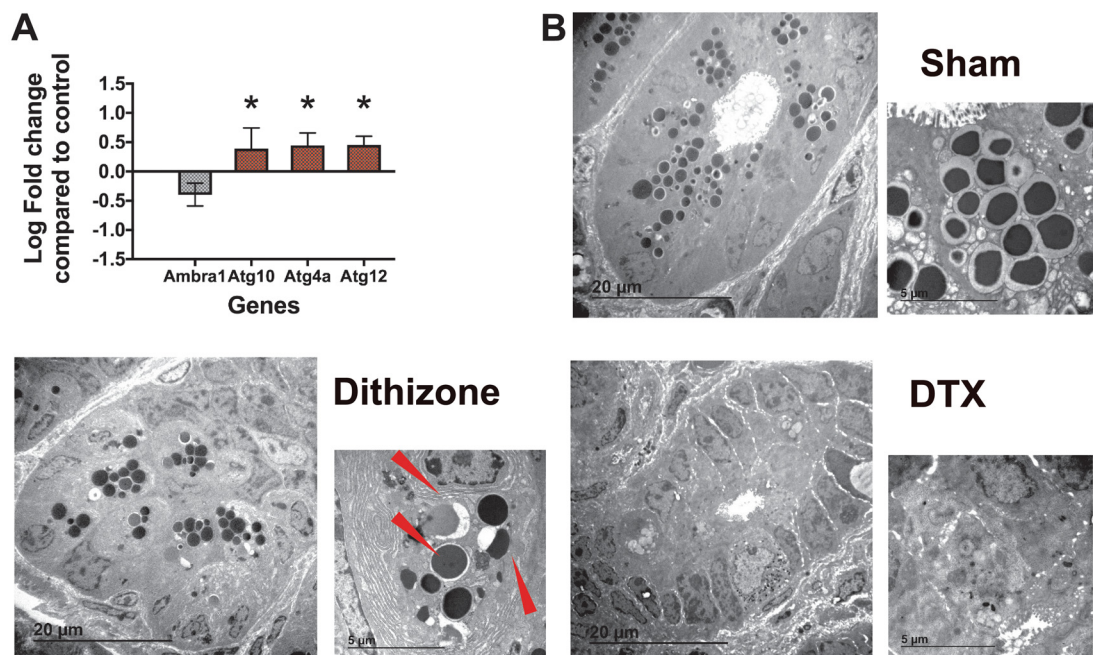 A
Log Fold change
compared to control
1.5
1.0
0.5
0.0
-0.5
-1.0
-1.5
* * *
Ambra1 Atg10 Atg4a Atg12
Genes
B
Sham
20 µm
5 µm
Dithizone
20 µm
5 µm
DTX
20 µm
5 µm